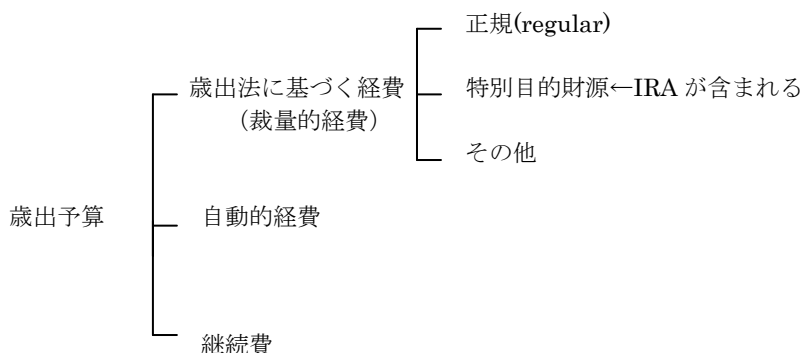 正規(regular)
歳出法に基づく経費
特別目的財源←IRA が含まれる
（裁量的経費）
その他
歳出予算
自動的経費
継続費